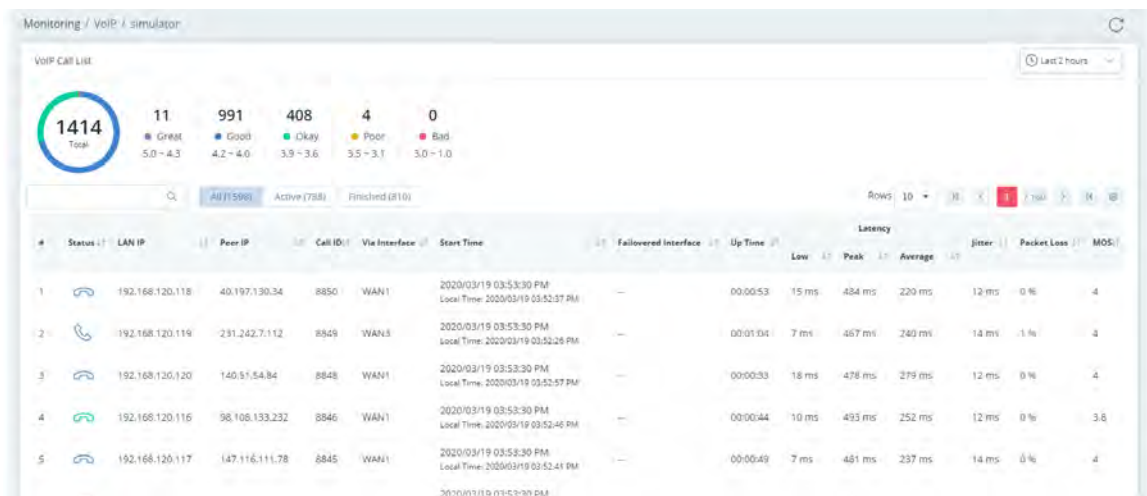 Monitoring / VoIP / simulator
VoIP Call List
Last 2 hours
1414
Total
11
Great
5.0 ~ 4.3
991
Good
4.2 ~ 4.0
408
Okay
3.9 ~ 3.6
4
Poor
3.5 ~ 3.1
0
Bad
3.0 ~ 1.0
All (1598) Active (788) Finished (810)
Rows 10
Latency
# Status LAN IP Peer IP Call ID Via Interface Start Time Failovered Interface Up Time Low Peak Average Jitter Packet Loss MOS
1 192.168.120.118 40.197.130.34 8850 WAN1 2020/03/19 03:53:30 PM -- 00:00:53 15 ms 484 ms 220 ms 12 ms 0 % 4
Local Time: 2020/03/19 03:52:37 PM
2 192.168.120.119 231.242.7.112 8849 WAN3 2020/03/19 03:53:30 PM -- 00:01:04 7 ms 467 ms 240 ms 14 ms 1 % 4
Local Time: 2020/03/19 03:52:26 PM
3 192.168.120.120 140.51.54.84 8848 WAN1 2020/03/19 03:53:30 PM -- 00:00:33 18 ms 478 ms 279 ms 12 ms 0 % 4
Local Time: 2020/03/19 03:52:57 PM
4 192.168.120.116 98.108.133.232 8846 WAN1 2020/03/19 03:53:30 PM -- 00:00:44 10 ms 493 ms 252 ms 12 ms 0 % 3.8
Local Time: 2020/03/19 03:52:46 PM
5 192.168.120.117 147.116.111.78 8845 WAN1 2020/03/19 03:53:30 PM -- 00:00:49 7 ms 481 ms 237 ms 14 ms 0 % 4
Local Time: 2020/03/19 03:52:41 PM
2020/03/19 03:53:30 PM